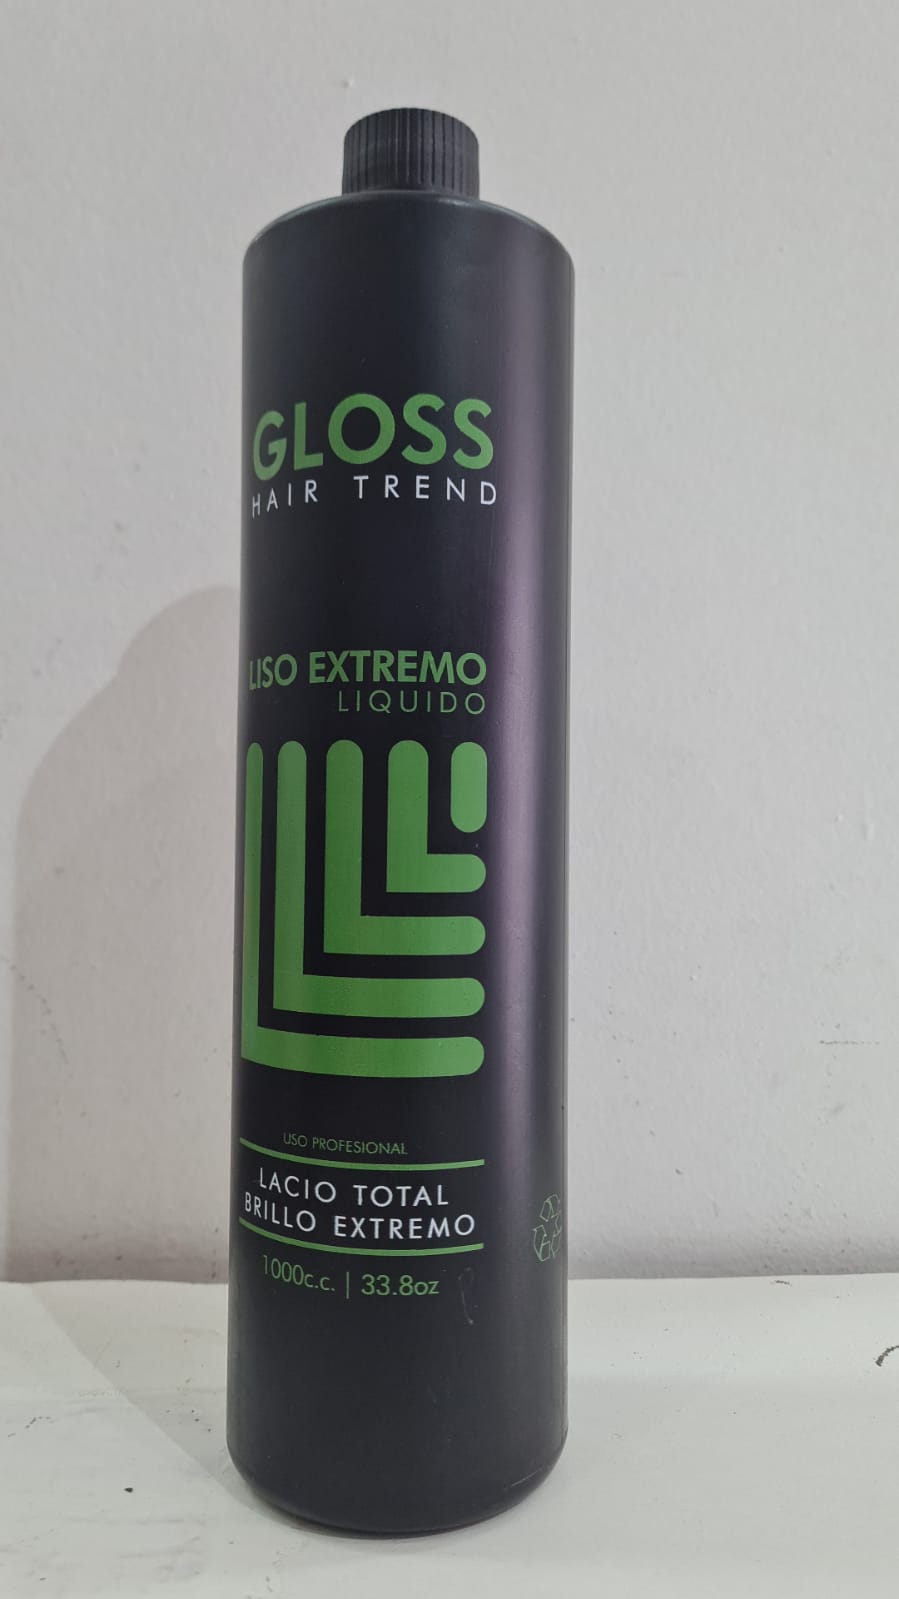 GLOSS
HAIR TREND
LISO EXTREMO
LIQUIDO
USO PROFESIONAL
LACIO TOTAL
BRILLO EXTREMO
1000c.c. | 33.8oz